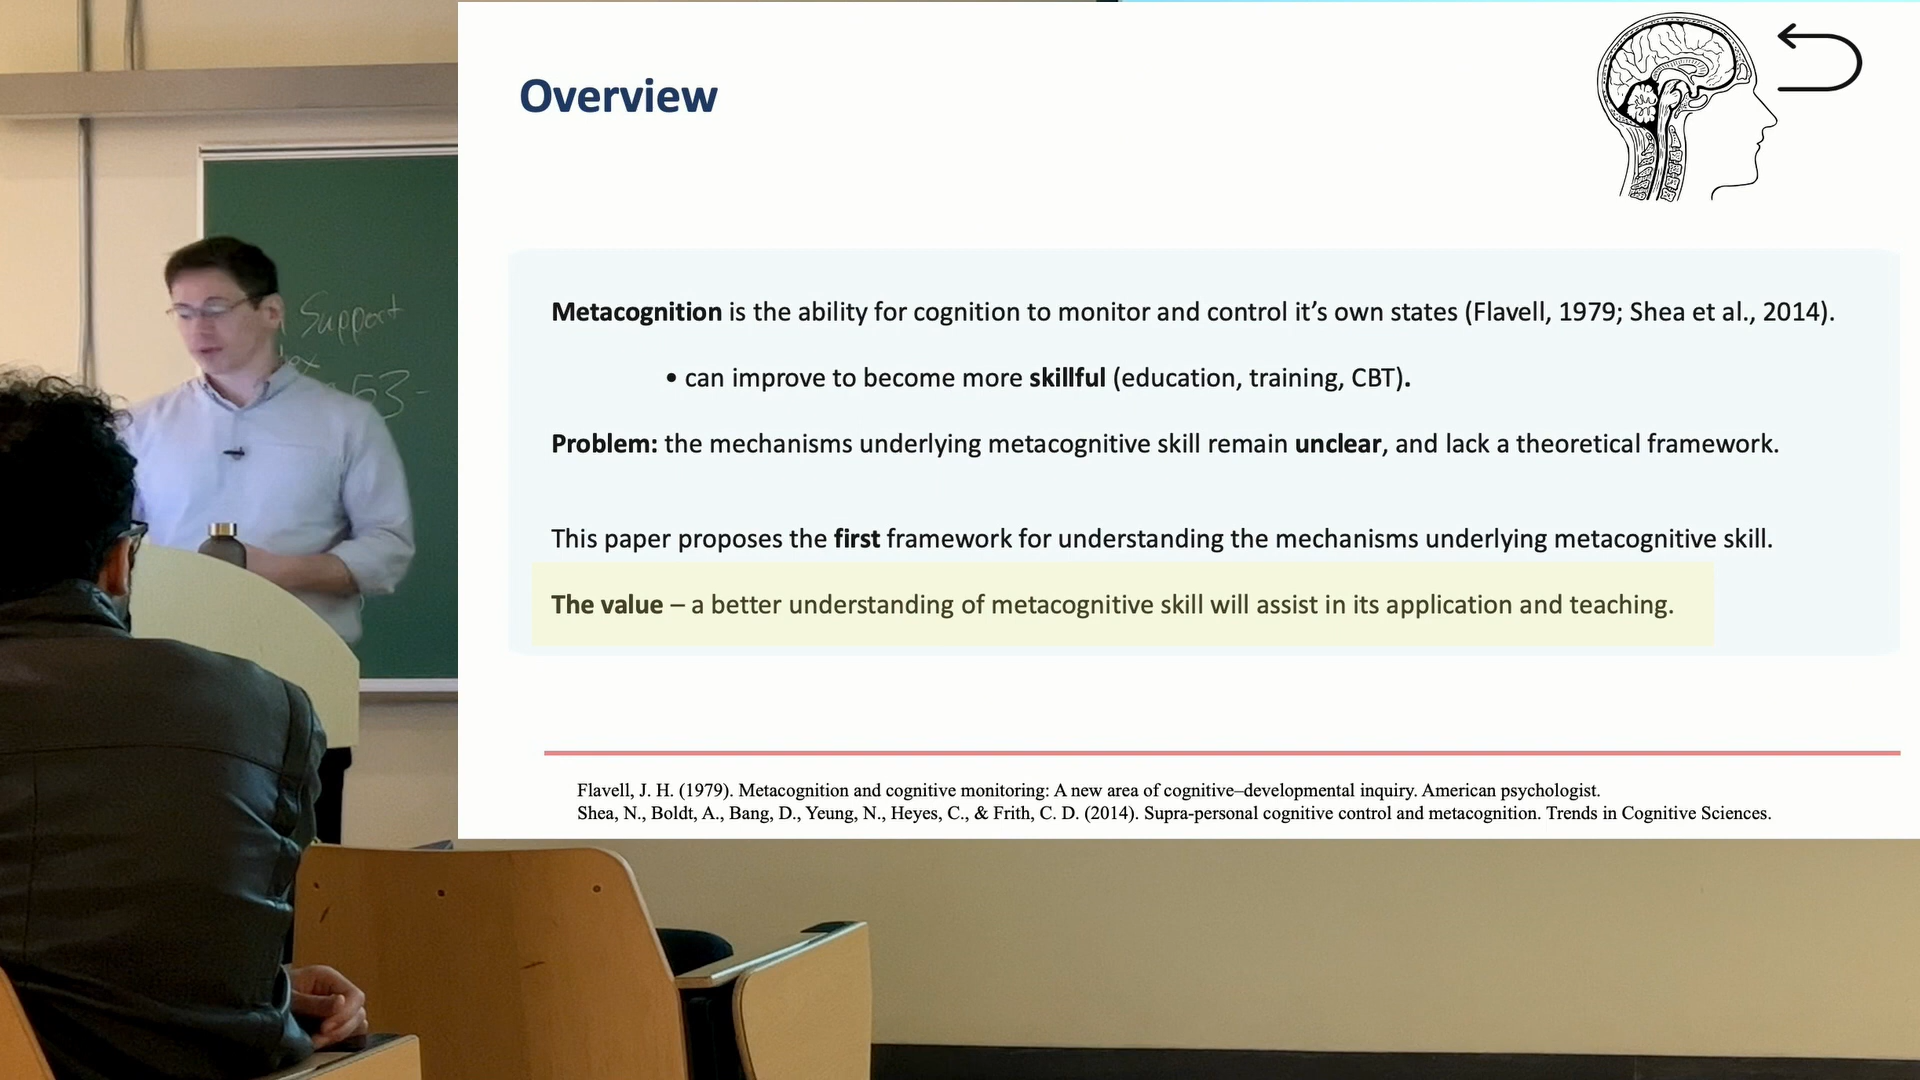 Overview
Metacognition is the ability for cognition to monitor and control it’s own states (Flavell, 1979; Shea et al., 2014).
• can improve to become more skillful (education, training, CBT).
Problem: the mechanisms underlying metacognitive skill remain unclear, and lack a theoretical framework.
This paper proposes the first framework for understanding the mechanisms underlying metacognitive skill.
The value – a better understanding of metacognitive skill will assist in its application and teaching.
Flavell, J. H. (1979). Metacognition and cognitive monitoring: A new area of cognitive–developmental inquiry. American psychologist.
Shea, N., Boldt, A., Bang, D., Yeung, N., Heyes, C., & Frith, C. D. (2014). Supra-personal cognitive control and metacognition. Trends in Cognitive Sciences.
Support
53-